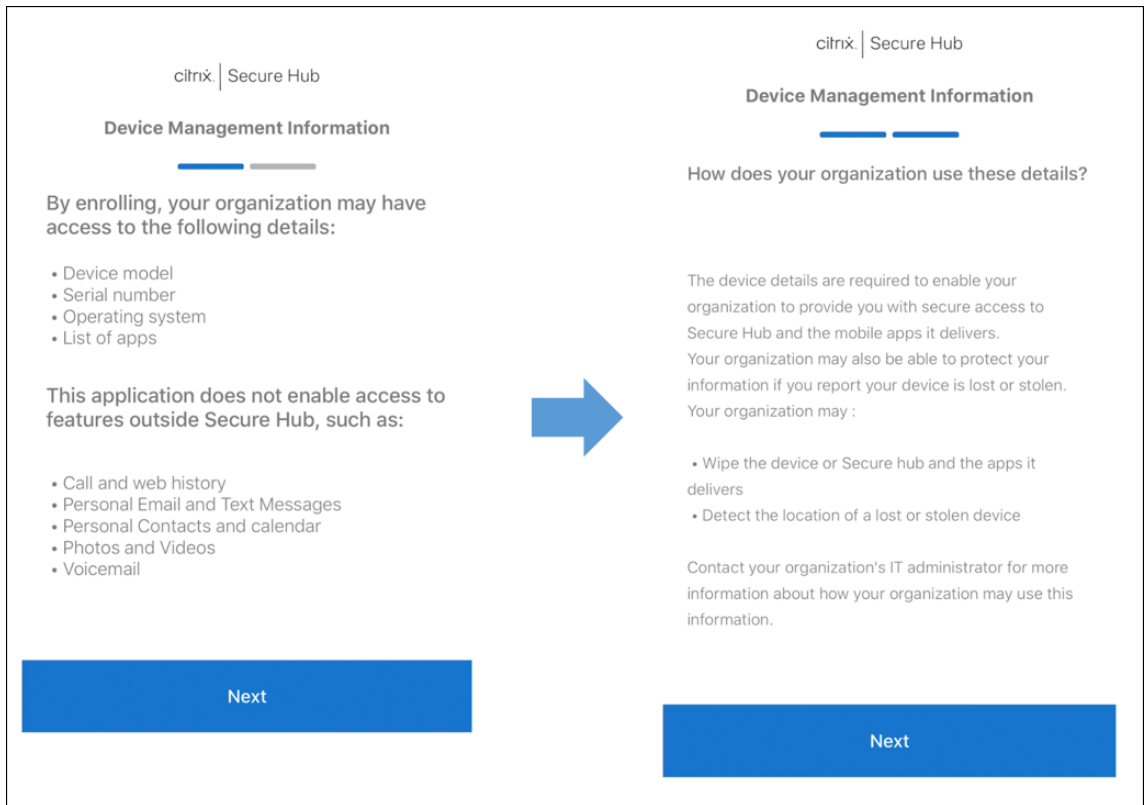 citrix. | Secure Hub
Device Management Information
By enrolling, your organization may have
access to the following details:
• Device model
• Serial number
• Operating system
• List of apps
This application does not enable access to
features outside Secure Hub, such as:
• Call and web history
• Personal Email and Text Messages
• Personal Contacts and calendar
• Photos and Videos
• Voicemail
Next
citrix. | Secure Hub
Device Management Information
How does your organization use these details?
The device details are required to enable your
organization to provide you with secure access to
Secure Hub and the mobile apps it delivers.
Your organization may also be able to protect your
information if you report your device is lost or stolen.
Your organization may :
• Wipe the device or Secure hub and the apps it
delivers
• Detect the location of a lost or stolen device
Contact your organization's IT administrator for more
information about how your organization may use this
information.
Next